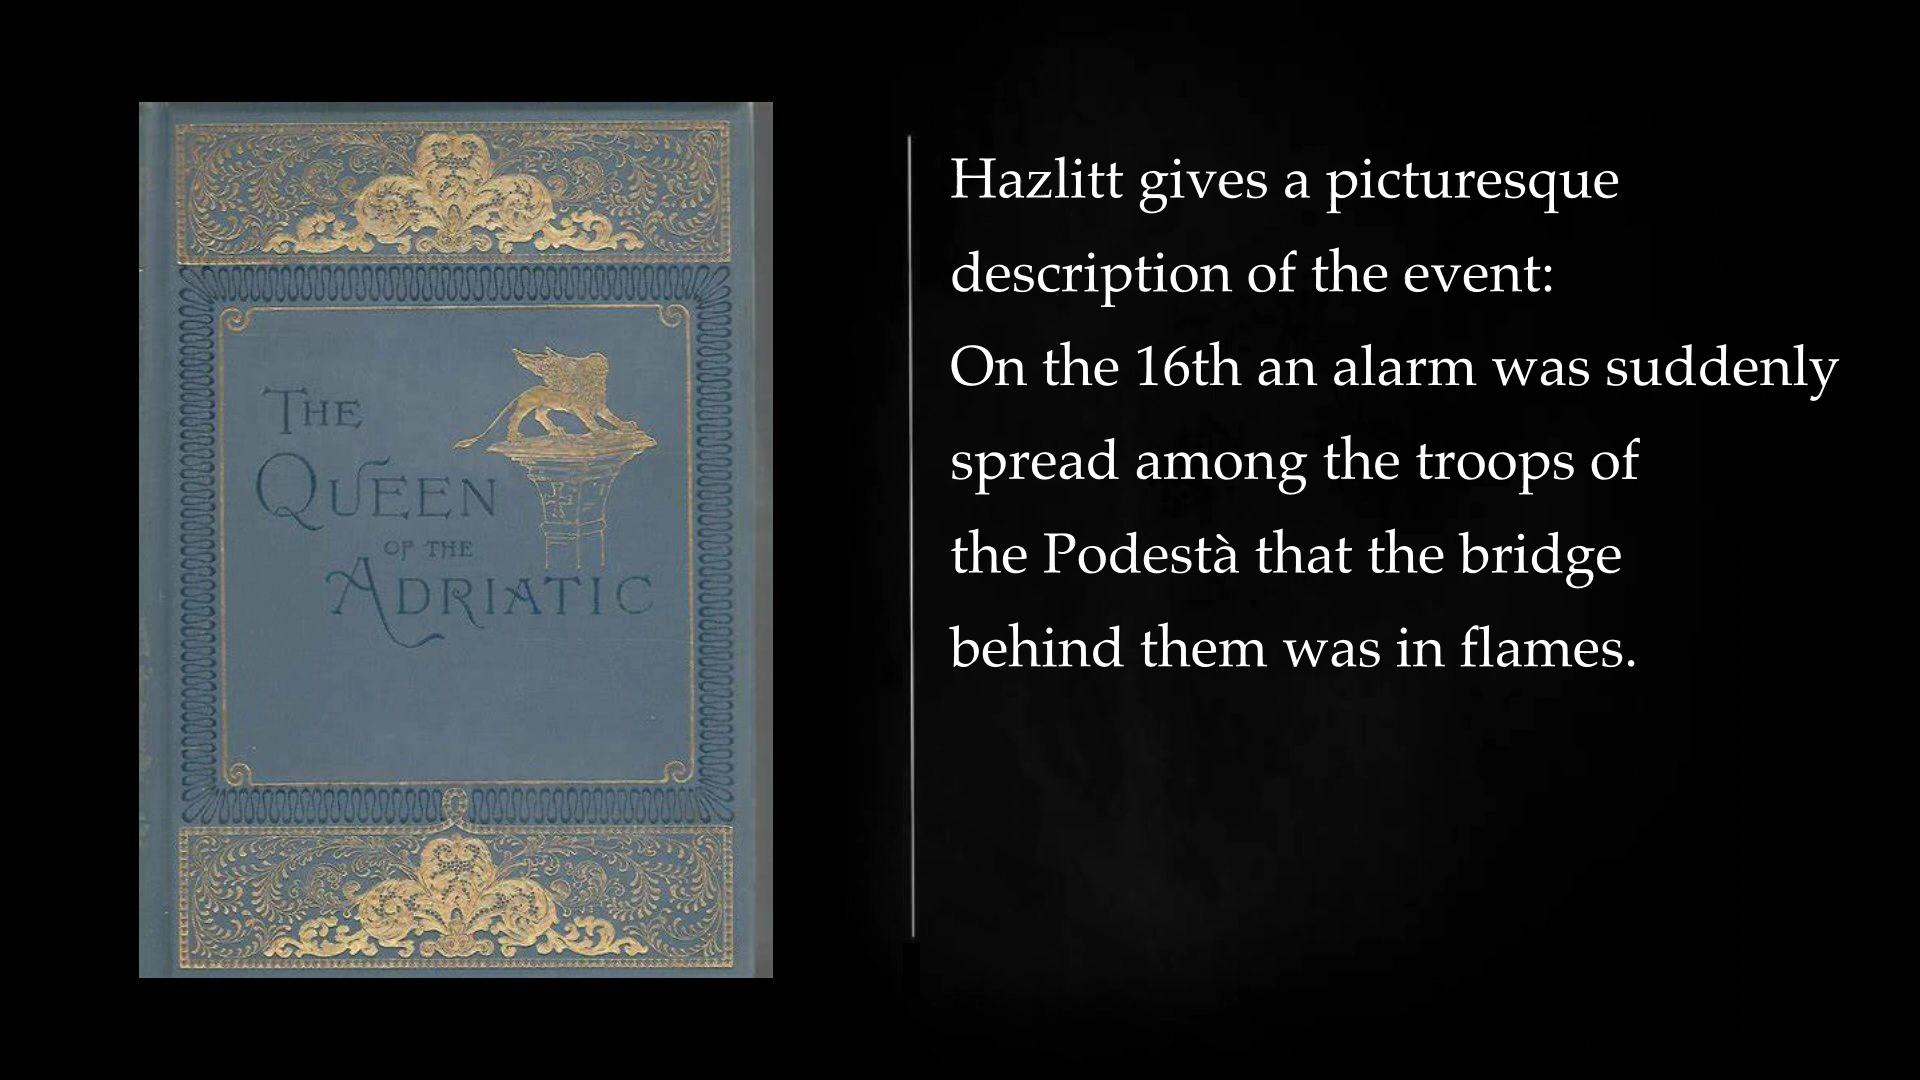 THE
QUEEN
OF THE
ADRIATIC
Hazlitt gives a picturesque
description of the event:
On the 16th an alarm was suddenly
spread among the troops of
the Podestà that the bridge
behind them was in flames.